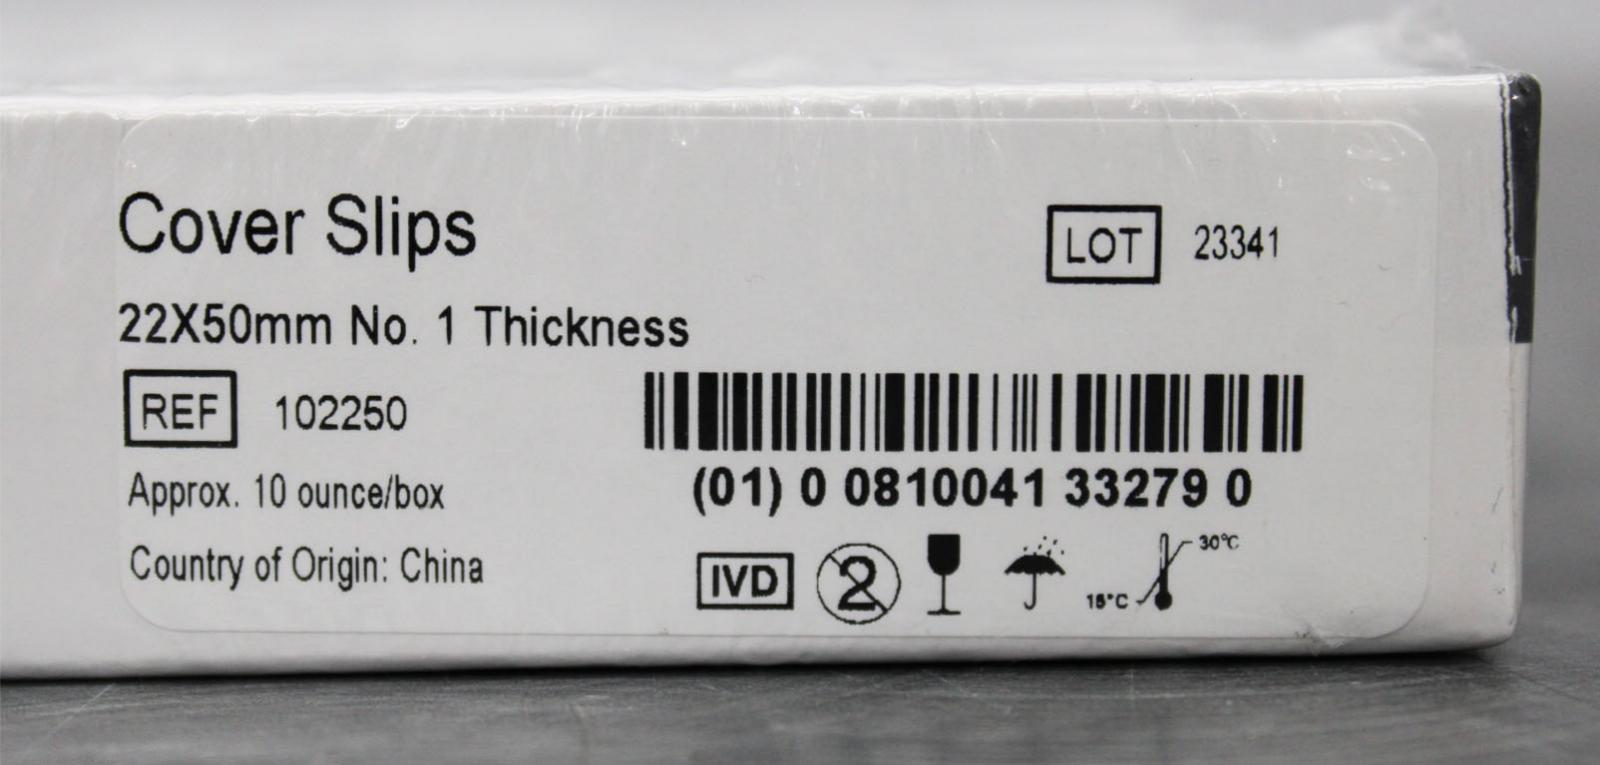 Cover Slips
LOT 23341
22X50mm No. 1 Thickness
REF 102250
(01) 0 0810041 33279 0
Approx. 10 ounce/box
Country of Origin: China
IVD 2
30°C
15°C